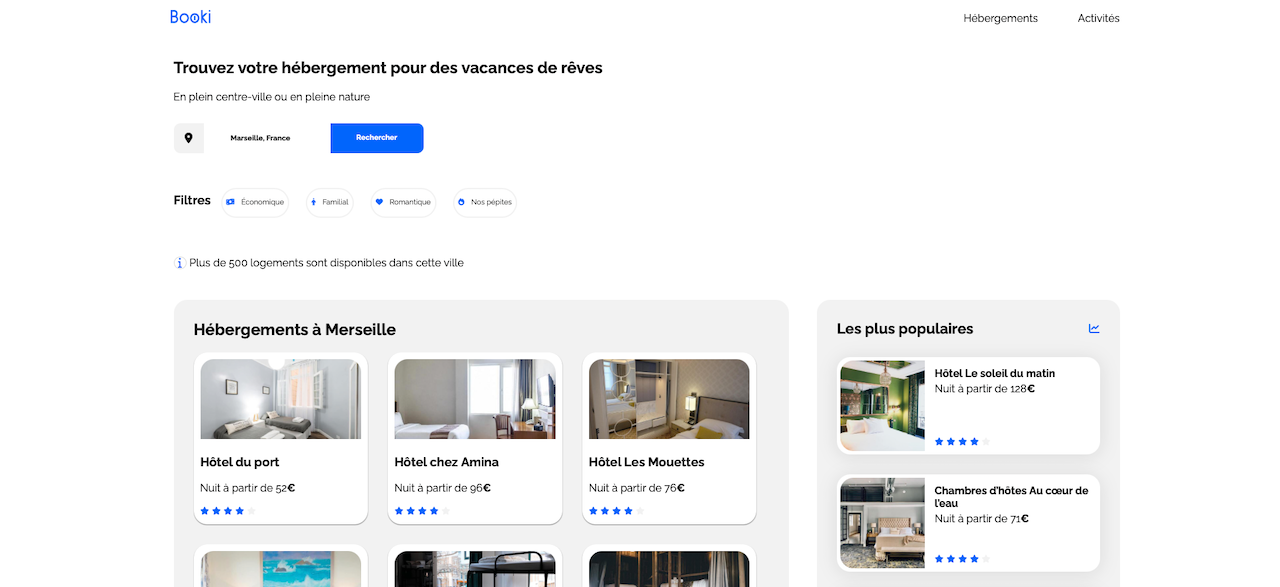 Booki
Hébergements
Activités
Trouvez votre hébergement pour des vacances de rêves
En plein centre-ville ou en pleine nature
Marseille, France
Rechercher
Filtres
Économique
Familial
Romantique
Nos pépites
Plus de 500 logements sont disponibles dans cette ville
Hébergements à Merseille
Hôtel du port
Nuit à partir de 52€
Hôtel chez Amina
Nuit à partir de 96€
Hôtel Les Mouettes
Nuit à partir de 76€
Les plus populaires
Hôtel Le soleil du matin
Nuit à partir de 128€
Chambres d'hôtes Au cœur de
l'eau
Nuit à partir de 71€